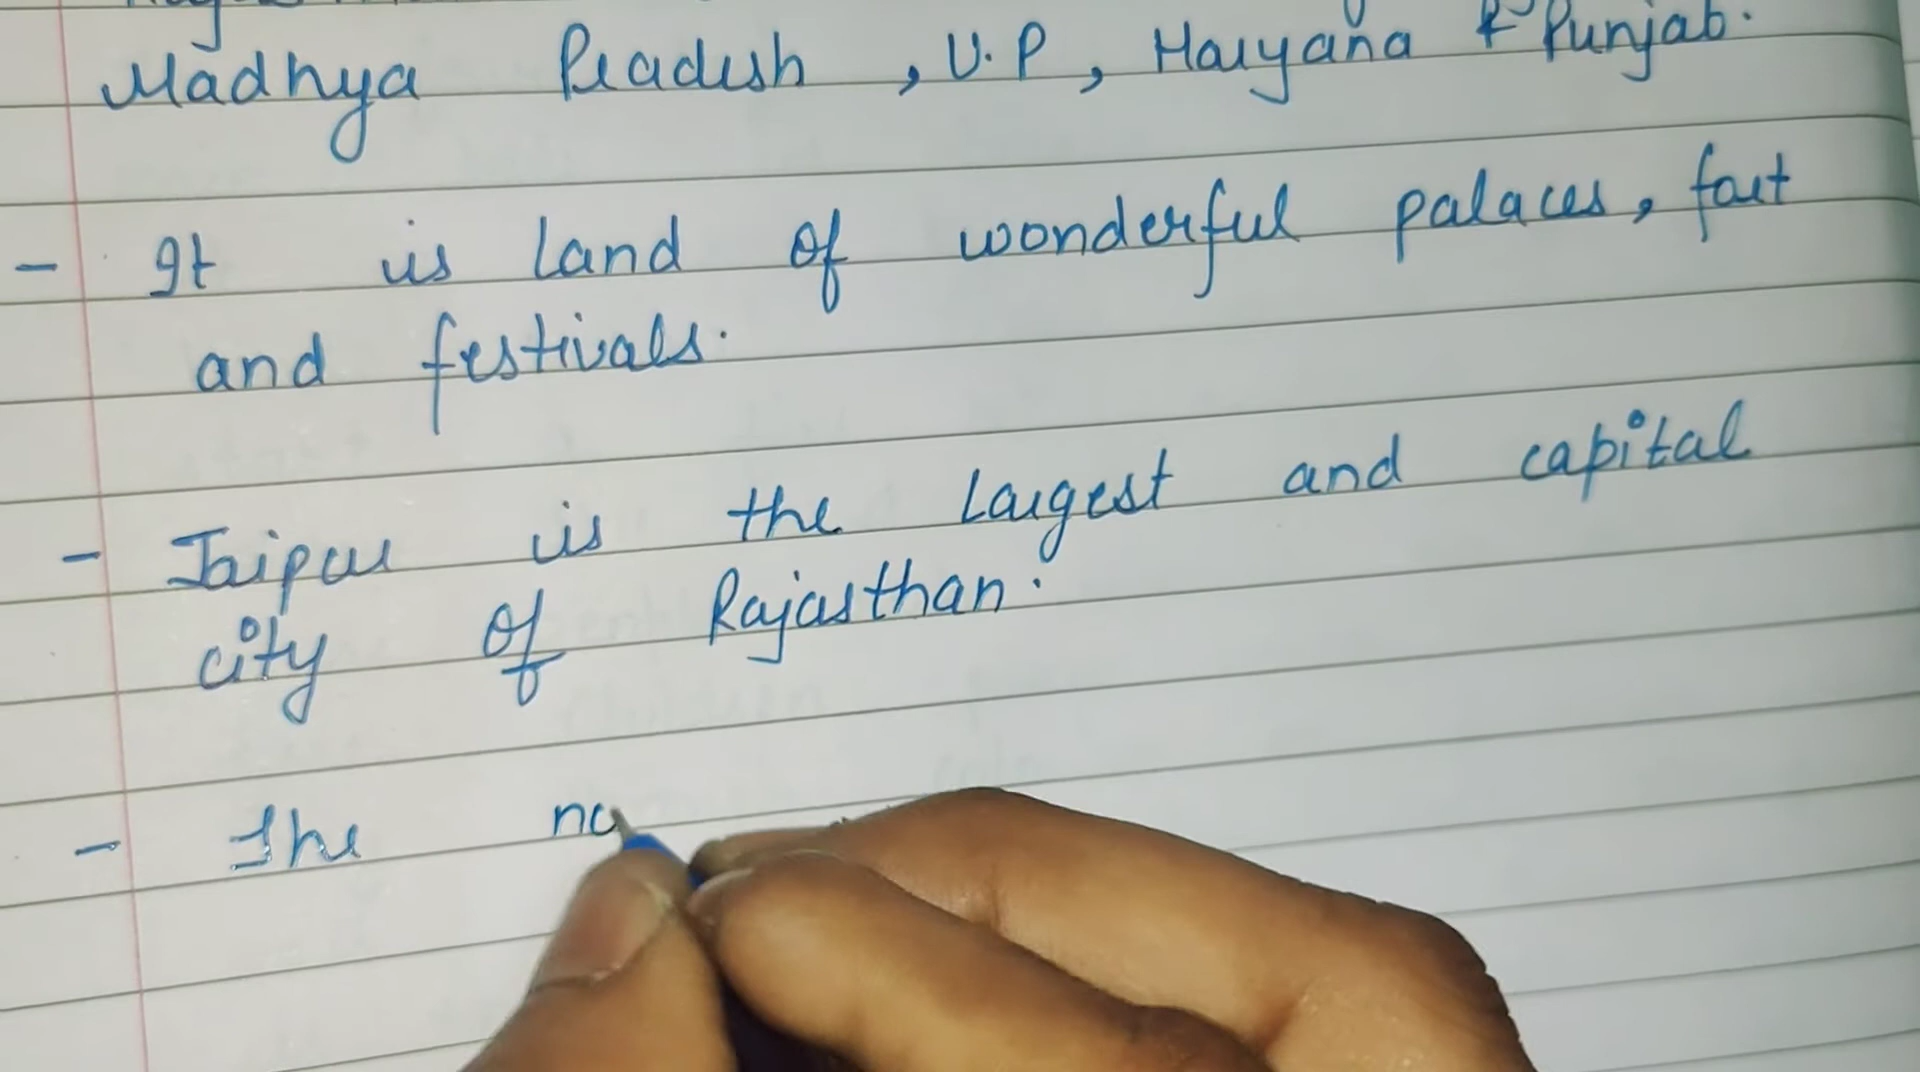 Madhya Pradesh , U.P, Haryana & Punjab.
- It is land of wonderful palaces, fort
and festivals.
- Jaipur is the largest and capital
city of Rajasthan.
- The